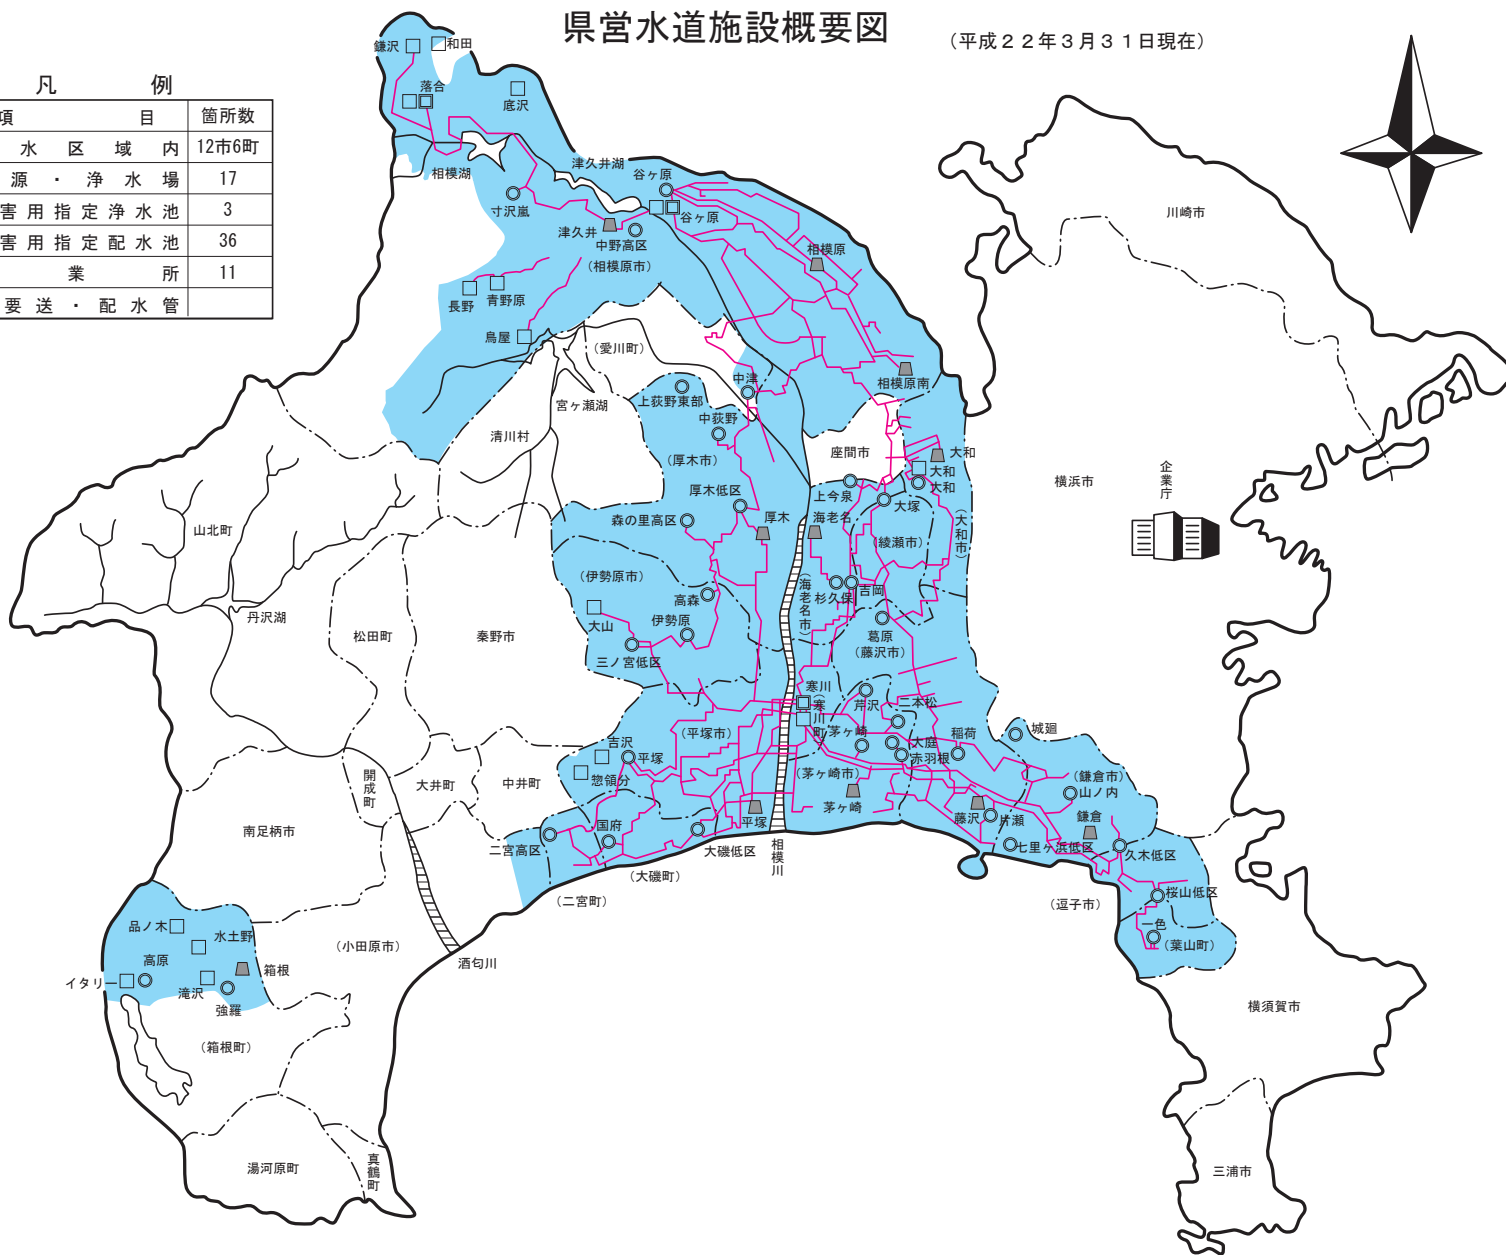 県営水道施設概要図
（平成２２年３月３１日現在）
凡　例
項　目　箇所数
水区域内　12市6町
源・浄水場　17
害用指定浄水池　3
害用指定配水池　36
業所　11
要送・配水管
鎌沢
和田
落合
底沢
相模湖
津久井湖
谷ヶ原
谷ヶ原
寸沢嵐
津久井
中野高区
（相模原市）
相模原
長野
青野原
鳥屋
（愛川町）
相模原南
中津
上荻野東部
宮ヶ瀬湖
中荻野
清川村
（厚木市）
座間市
大和
大和
大和
（大和市）
上今泉
大塚
厚木低区
森の里高区
厚木
海老名
（綾瀬市）
（伊勢原市）
高森
大山
伊勢原
三ノ宮低区
（海老名市）
杉久保
吉岡
葛原
（藤沢市）
川崎市
横浜市
企業庁
山北町
丹沢湖
松田町
秦野市
寒川
（寒川町）
芹沢
二本松
茅ヶ崎
大庭
赤羽根
稲荷
城廻
（鎌倉市）
山ノ内
（平塚市）
吉沢
平塚
惣領分
（茅ヶ崎市）
茅ヶ崎
平塚
藤沢
片瀬
鎌倉
七里ヶ浜低区
久木低区
開成町
大井町
中井町
南足柄市
二宮高区
国府
大磯低区
相模川
（大磯町）
（二宮町）
（逗子市）
桜山低区
一色
（葉山町）
品ノ木
水土野
高原
イタリー
滝沢
箱根
強羅
（小田原市）
酒匂川
（箱根町）
横須賀市
湯河原町
真鶴町
三浦市